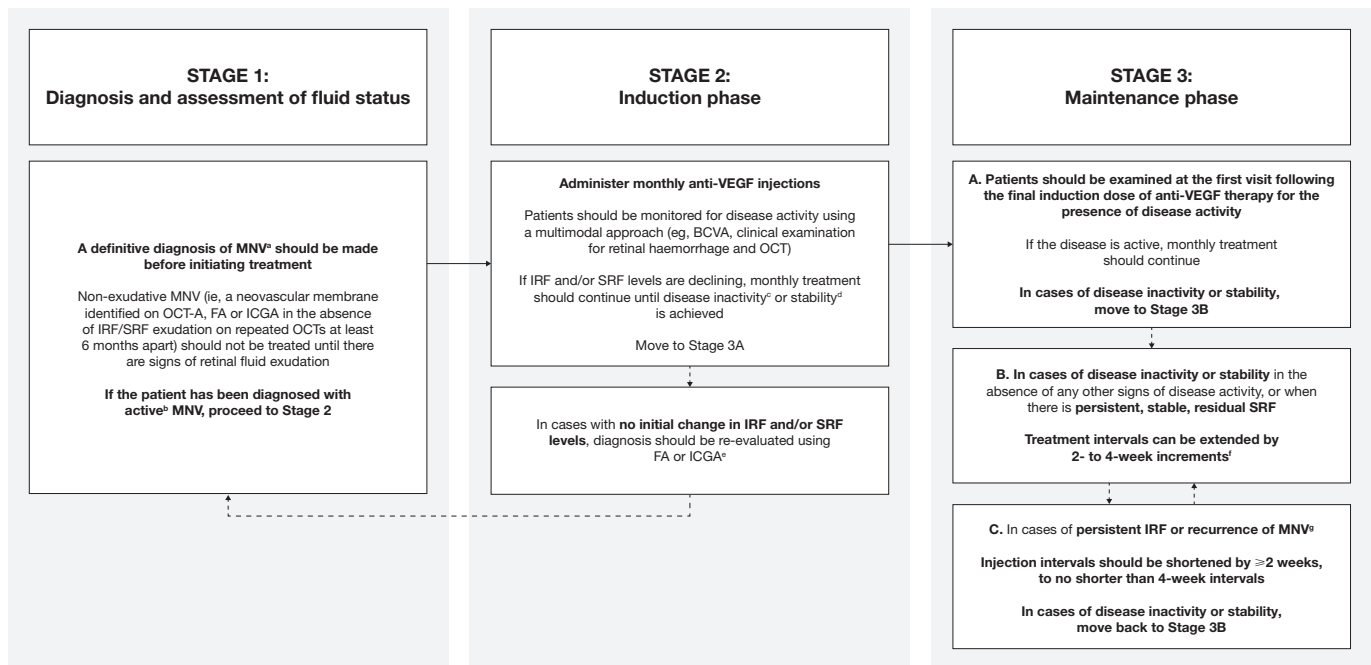 STAGE 1:
Diagnosis and assessment of fluid status
A definitive diagnosis of MNVᵃ should be made
before initiating treatment
Non-exudative MNV (ie, a neovascular membrane
identified on OCT-A, FA or ICGA in the absence
of IRF/SRF exudation on repeated OCTs at least
6 months apart) should not be treated until there
are signs of retinal fluid exudation
If the patient has been diagnosed with
activeᵇ MNV, proceed to Stage 2
STAGE 2:
Induction phase
Administer monthly anti-VEGF injections
Patients should be monitored for disease activity using
a multimodal approach (eg, BCVA, clinical examination
for retinal haemorrhage and OCT)
If IRF and/or SRF levels are declining, monthly treatment
should continue until disease inactivityᶜ or stabilityᵈ
is achieved
Move to Stage 3A
In cases with no initial change in IRF and/or SRF
levels, diagnosis should be re-evaluated using
FA or ICGAᵉ
STAGE 3:
Maintenance phase
A. Patients should be examined at the first visit following
the final induction dose of anti-VEGF therapy for the
presence of disease activity
If the disease is active, monthly treatment
should continue
In cases of disease inactivity or stability,
move to Stage 3B
B. In cases of disease inactivity or stability in the
absence of any other signs of disease activity, or when
there is persistent, stable, residual SRF
Treatment intervals can be extended by
2- to 4-week incrementsᶠ
C. In cases of persistent IRF or recurrence of MNVᵍ
Injection intervals should be shortened by ⩾2 weeks,
to no shorter than 4-week intervals
In cases of disease inactivity or stability,
move back to Stage 3B